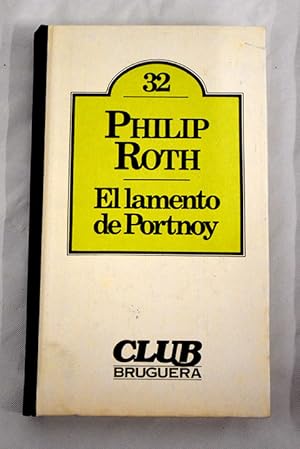 32
PHILIP
ROTH
El lamento
de Portnoy
CLUB
BRUGUERA